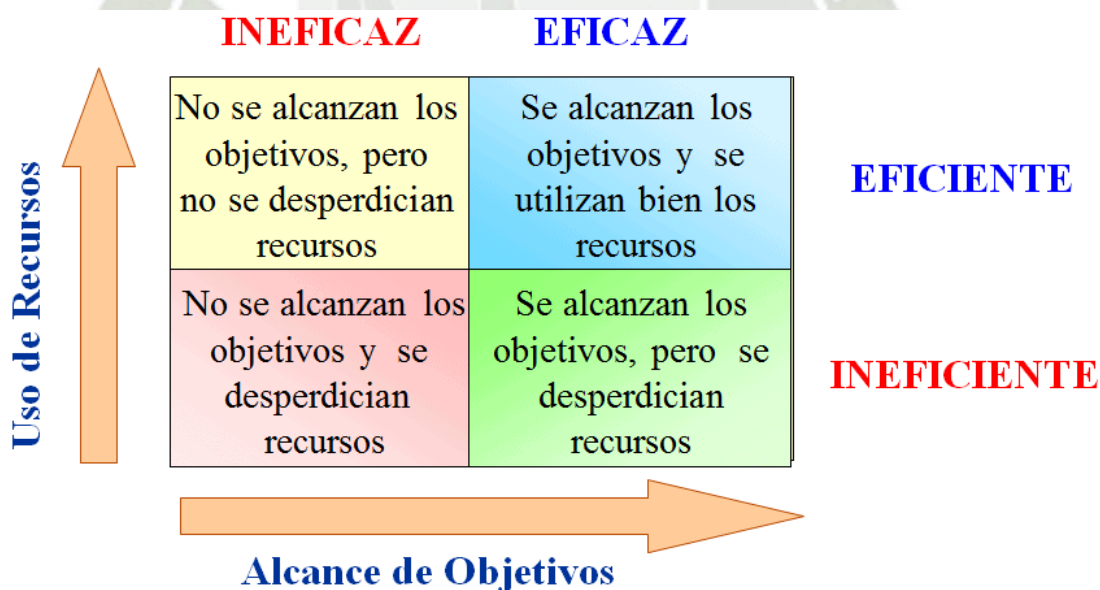 INEFICAZ
EFICAZ
No se alcanzan los
objetivos, pero
no se desperdician
recursos
Se alcanzan los
objetivos y se
utilizan bien los
recursos
EFICIENTE
No se alcanzan los
objetivos y se
desperdician
recursos
Se alcanzan los
objetivos, pero se
desperdician
recursos
INEFICIENTE
Uso de Recursos
Alcance de Objetivos